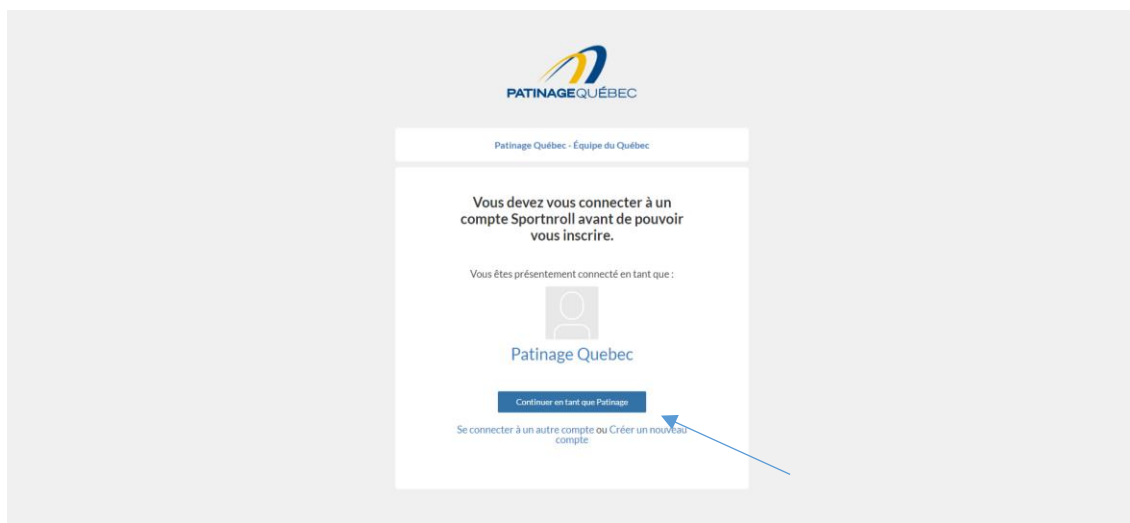 PATINAGEQUÉBEC
Patinage Québec - Équipe du Québec
Vous devez vous connecter à un
compte Sportnroll avant de pouvoir
vous inscrire.
Vous êtes présentement connecté en tant que :
Patinage Quebec
Continuer en tant que Patinage
Se connecter à un autre compte ou Créer un nouveau
compte